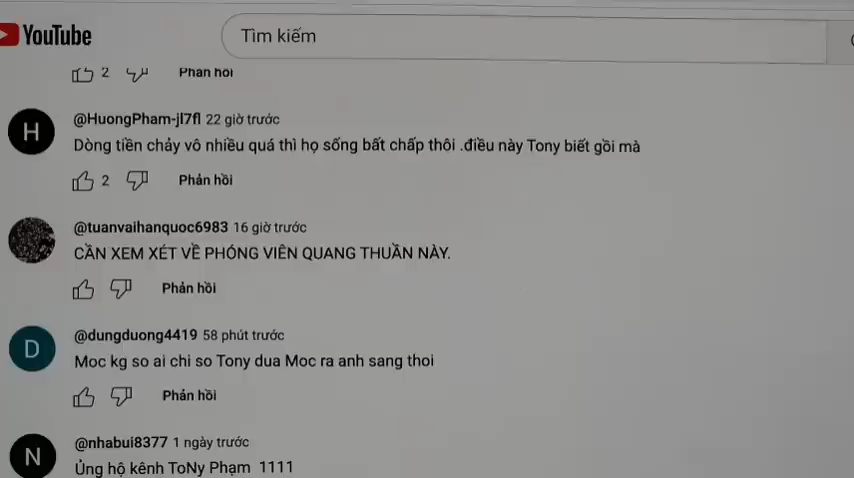 YouTube
Tìm kiếm
2
Phản hồi
H
@HuongPham-jl7fl 22 giờ trước
Dòng tiền chảy vô nhiều quá thì họ sống bất chấp thôi .điều này Tony biết gồi mà
2 Phản hồi
@tuanvaihanquoc6983 16 giờ trước
CẦN XEM XÉT VỀ PHÓNG VIÊN QUANG THUẦN NÀY.
Phản hồi
D
@dungduong4419 58 phút trước
Moc kg so ai chi so Tony dua Moc ra anh sang thoi
Phản hồi
N
@nhabui8377 1 ngày trước
Ủng hộ kênh ToNy Phạm 1111